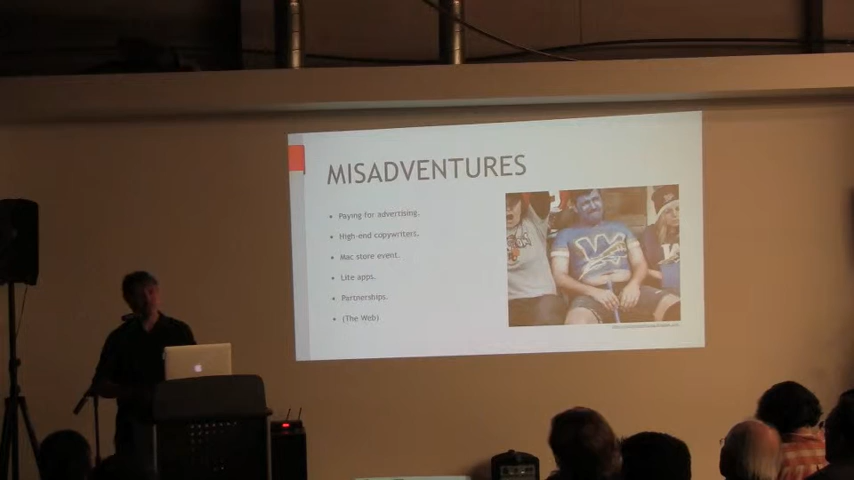 MISADVENTURES
• Paying for advertising.
• High-end copywriters.
• Mac store event.
• Lite apps.
• Partnerships.
• (The Web)
W